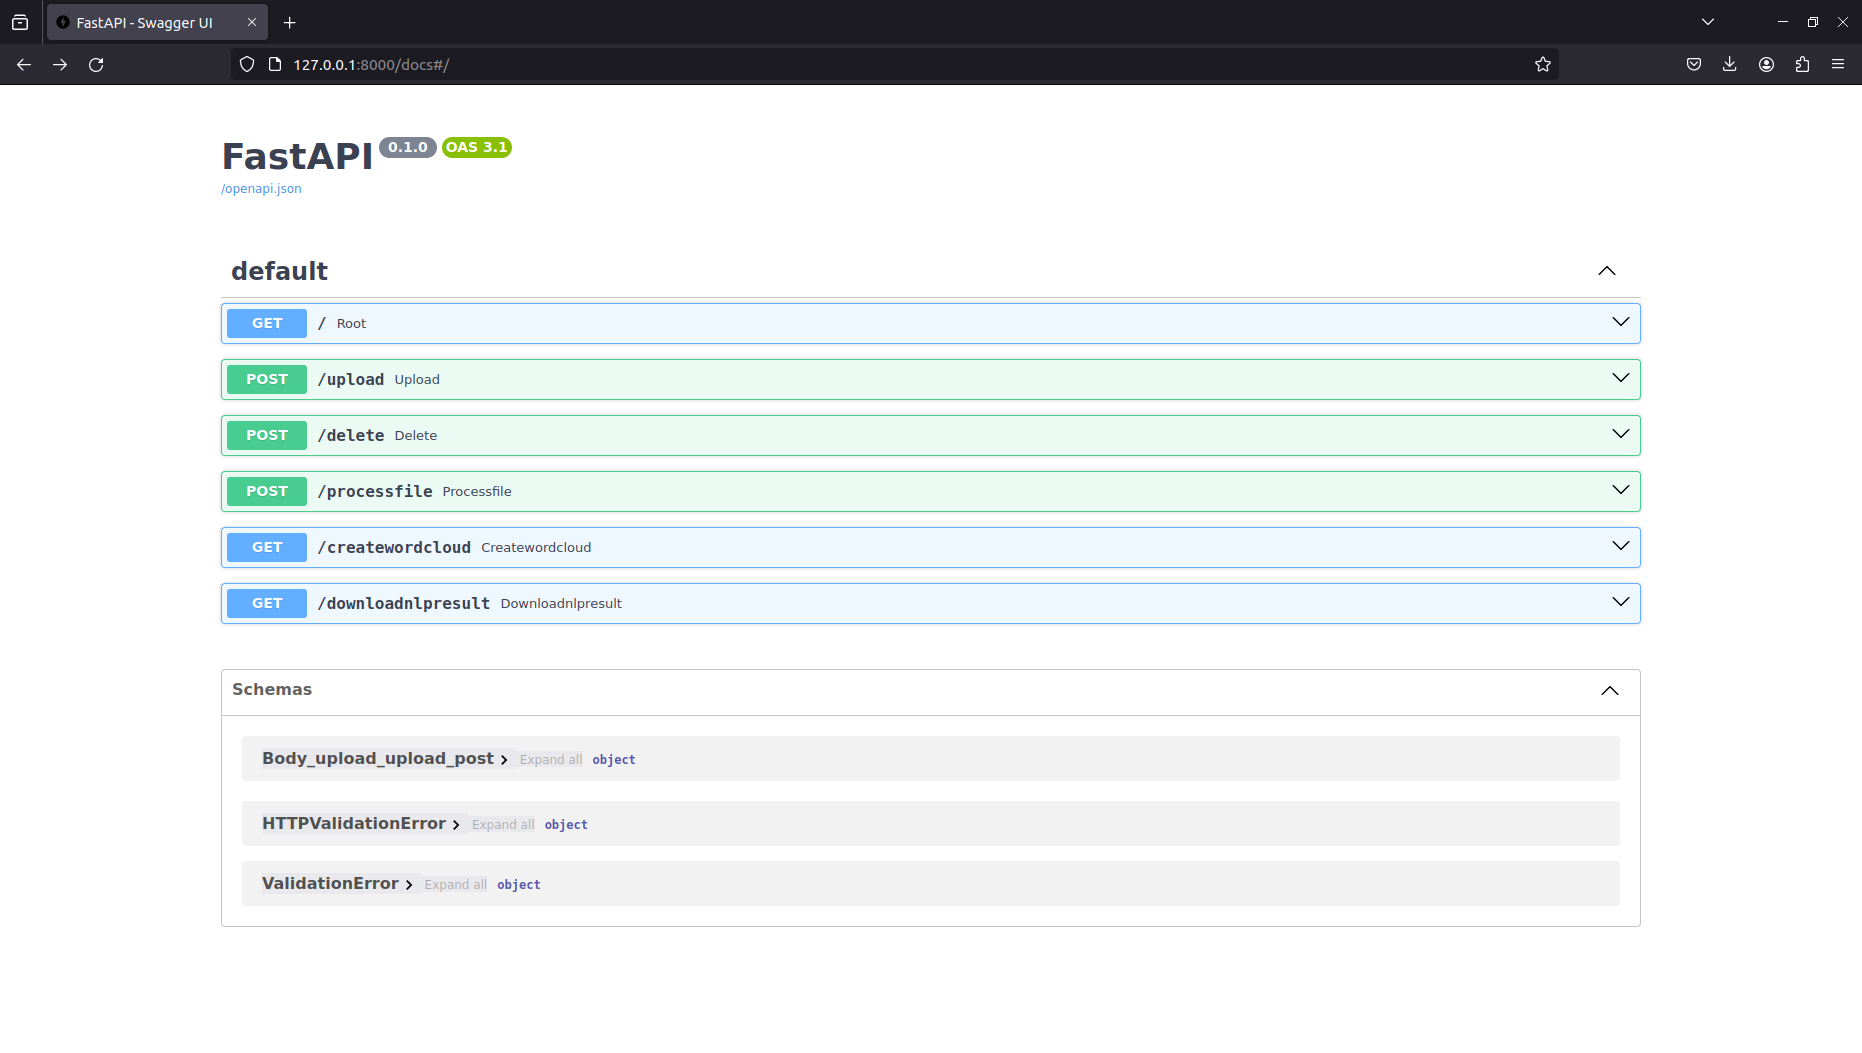 FastAPI - Swagger UI
127.0.0.1:8000/docs#/
FastAPI 0.1.0 OAS 3.1
/openapi.json
default
GET / Root
POST /upload Upload
POST /delete Delete
POST /processfile Processfile
GET /createwordcloud Createwordcloud
GET /downloadnlpresult Downloadnlpresult
Schemas
Body_upload_upload_post Expand all object
HTTPValidationError Expand all object
ValidationError Expand all object